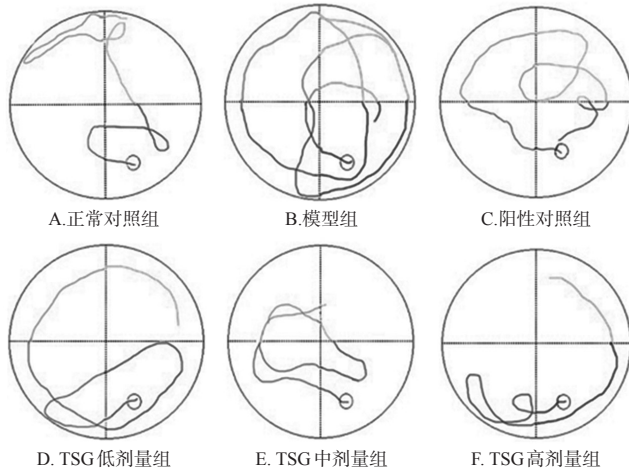 A.正常对照组
B.模型组
C.阳性对照组
D. TSG低剂量组
E. TSG中剂量组
F. TSG高剂量组